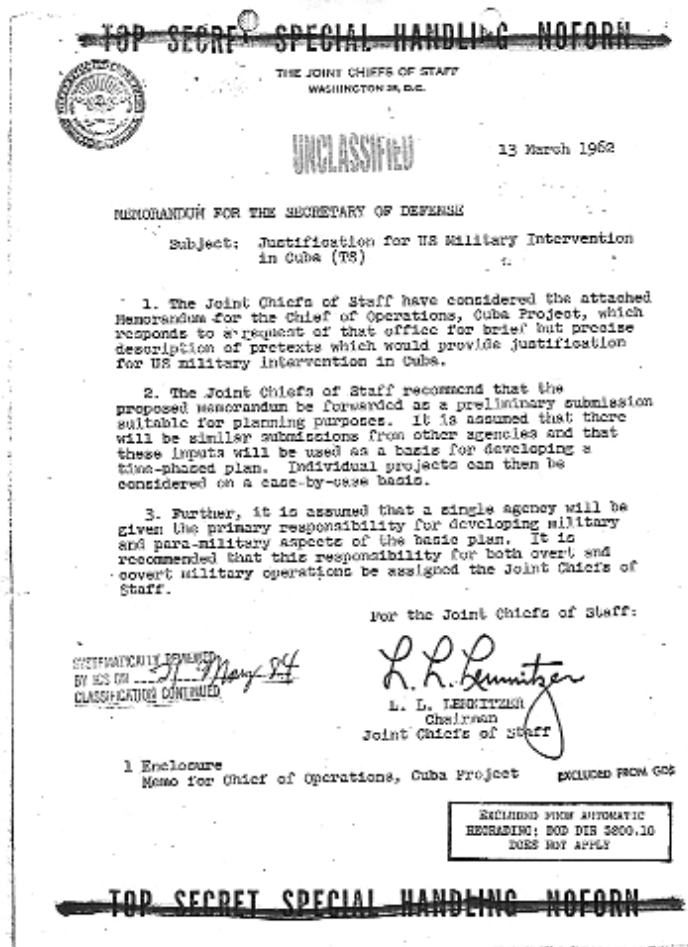 TOP SECRET SPECIAL HANDLING NOFORN
THE JOINT CHIEFS OF STAFF
WASHINGTON 25, D.C.
UNCLASSIFIED
13 March 1962
MEMORANDUM FOR THE SECRETARY OF DEFENSE
Subject: Justification for US Military Intervention
in Cuba (TS)
1. The Joint Chiefs of Staff have considered the attached
Memorandum for the Chief of Operations, Cuba Project, which
responds to a request of that office for brief but precise
description of pretexts which would provide justification
for US military intervention in Cuba.
2. The Joint Chiefs of Staff recommend that the
proposed memorandum be forwarded as a preliminary submission
suitable for planning purposes. It is assumed that there
will be similar submissions from other agencies and that
these inputs will be used as a basis for developing a
time-phased plan. Individual projects can then be
considered on a case-by-case basis.
3. Further, it is assumed that a single agency will be
given the primary responsibility for developing military
and para-military aspects of the basic plan. It is
recommended that this responsibility for both overt and
covert military operations be assigned the Joint Chiefs of
Staff.
For the Joint Chiefs of Staff:
SYSTEMATICALLY REVIEWED
BY JCS ON 21 May 84
CLASSIFICATION CONTINUED
L. L. Lemnitzer
L. L. LEMNITZER
Chairman
Joint Chiefs of Staff
1 Enclosure
Memo for Chief of Operations, Cuba Project
EXCLUDED FROM GDS
EXCLUDED FROM AUTOMATIC
REGRADING; DOD DIR 5200.10
DOES NOT APPLY
TOP SECRET SPECIAL HANDLING NOFORN